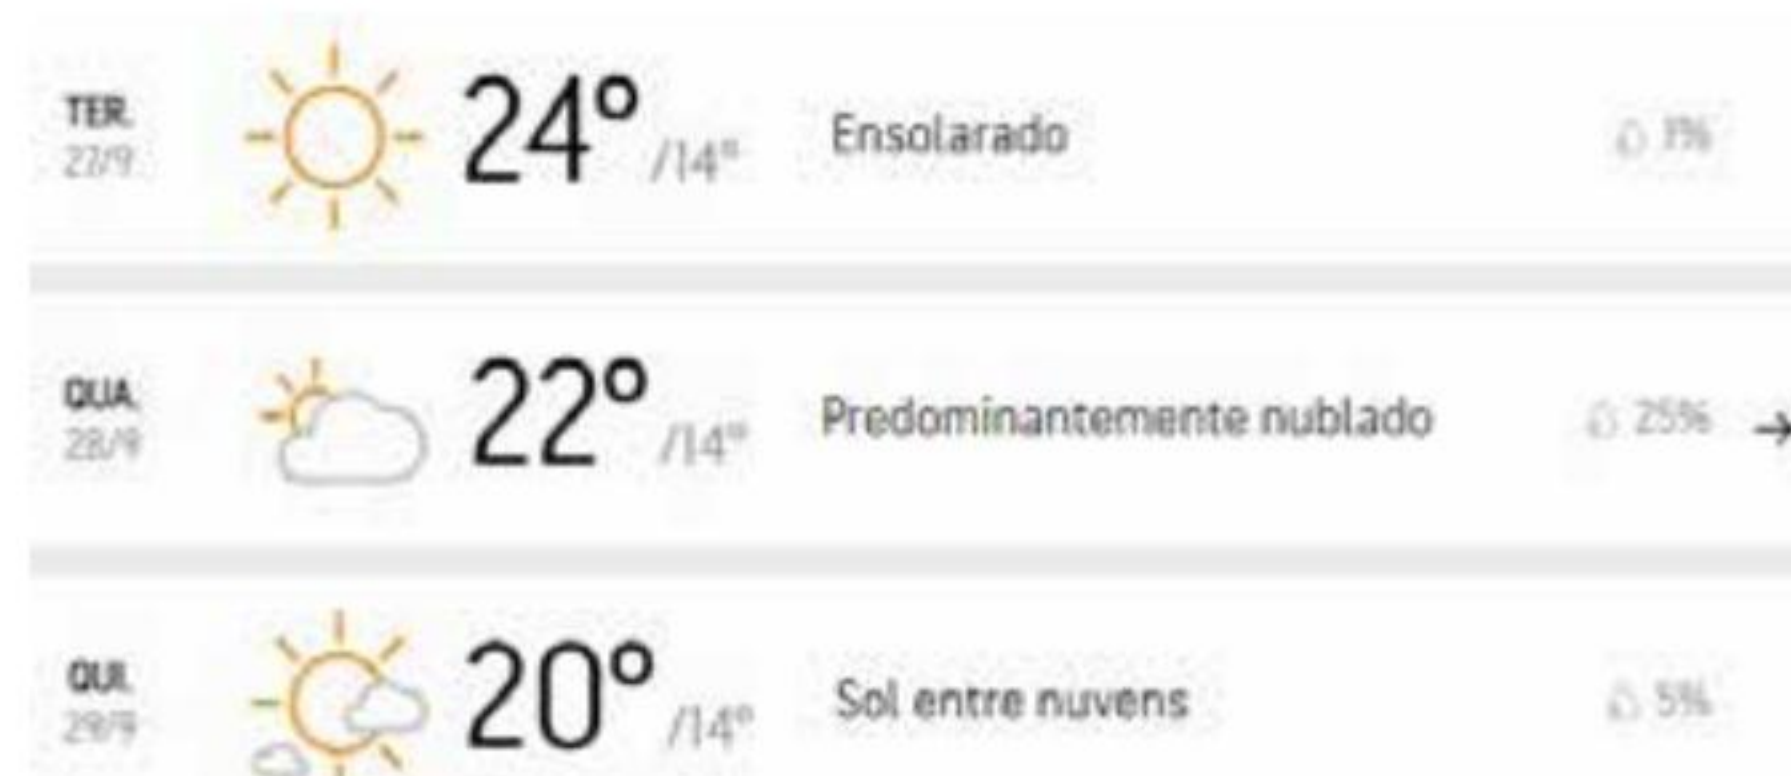 TER. 24° /14° Ensolarado 1%
27/9
QUA. 22° /14° Predominantemente nublado 25%
28/9
QUI. 20° /14° Sol entre nuvens 5%
29/9